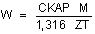 W = CKAP M
1,316 ZT